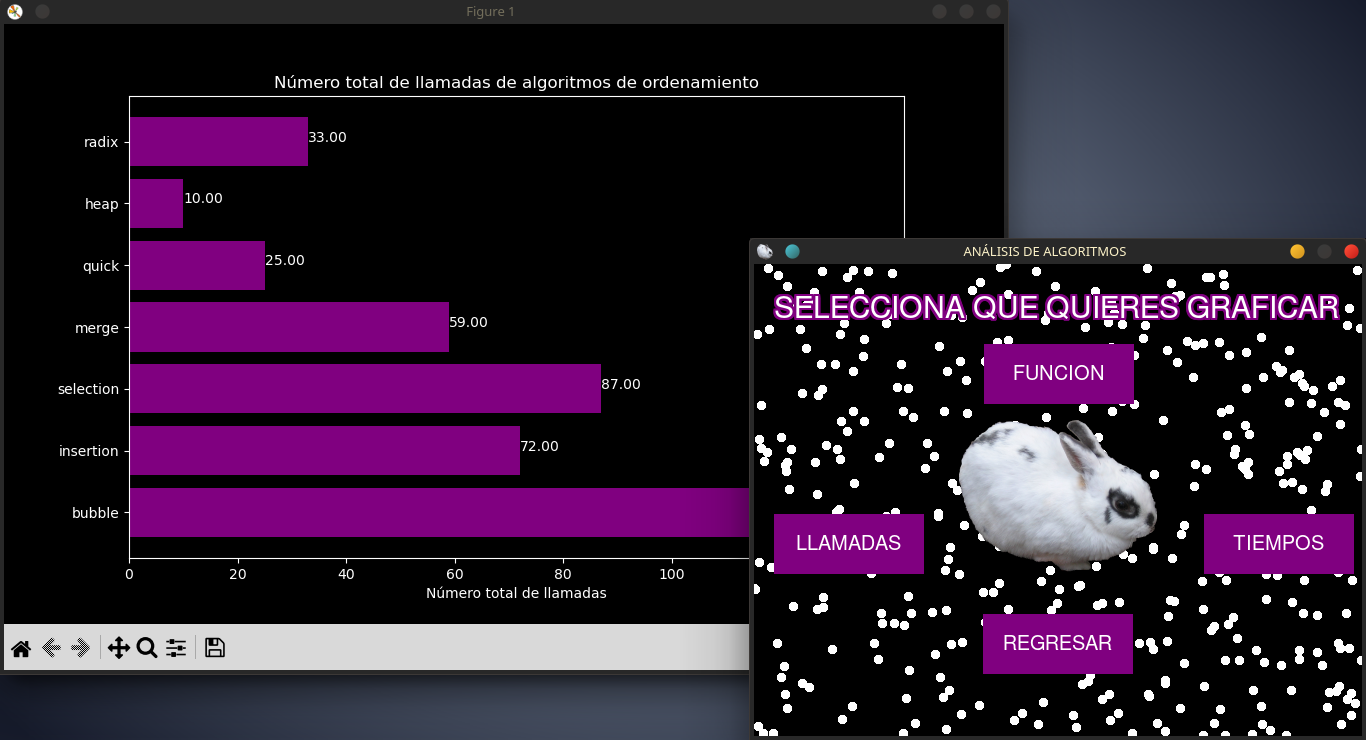 Figure 1
Número total de llamadas de algoritmos de ordenamiento
radix
33.00
heap
10.00
quick
25.00
merge
59.00
selection
87.00
insertion
72.00
bubble
0
20
40
60
80
100
Número total de llamadas
ANÁLISIS DE ALGORITMOS
SELECCIONA QUE QUIERES GRAFICAR
FUNCION
LLAMADAS
TIEMPOS
REGRESAR